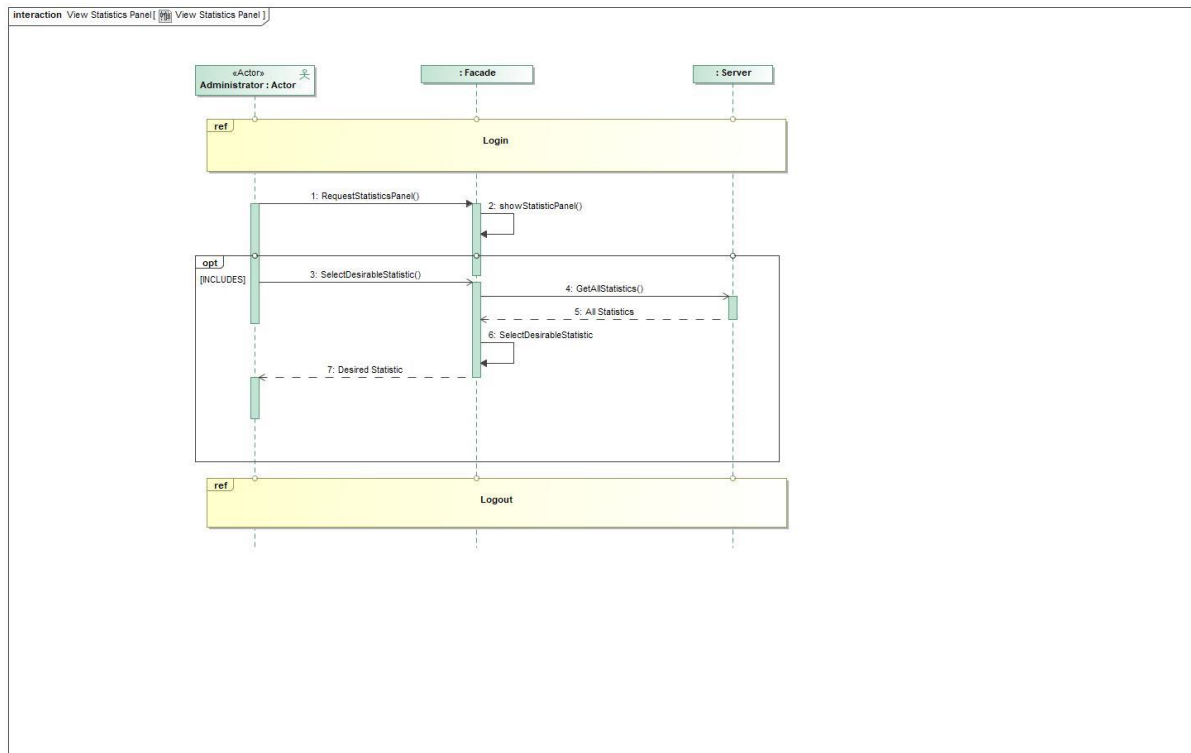 interaction View Statistics Panel[ View Statistics Panel ]
«Actor»
Administrator : Actor
: Facade
: Server
ref
Login
1: RequestStatisticsPanel()
2: showStatisticPanel()
opt
[INCLUDES]
3: SelectDesirableStatistic()
4: GetAllStatistics()
5: All Statistics
6: SelectDesirableStatistic
7: Desired Statistic
ref
Logout